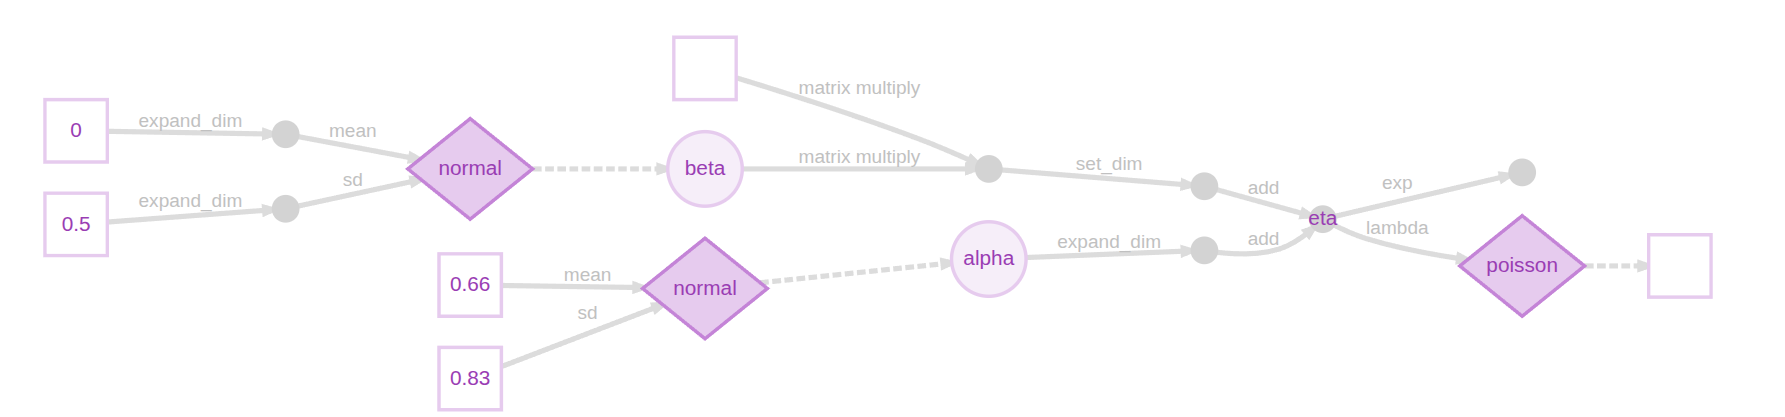 matrix multiply
0
expand_dim
mean
normal
beta
matrix multiply
set_dim
add
eta
exp
0.5
expand_dim
sd
alpha
expand_dim
add
lambda
poisson
0.66
mean
normal
0.83
sd